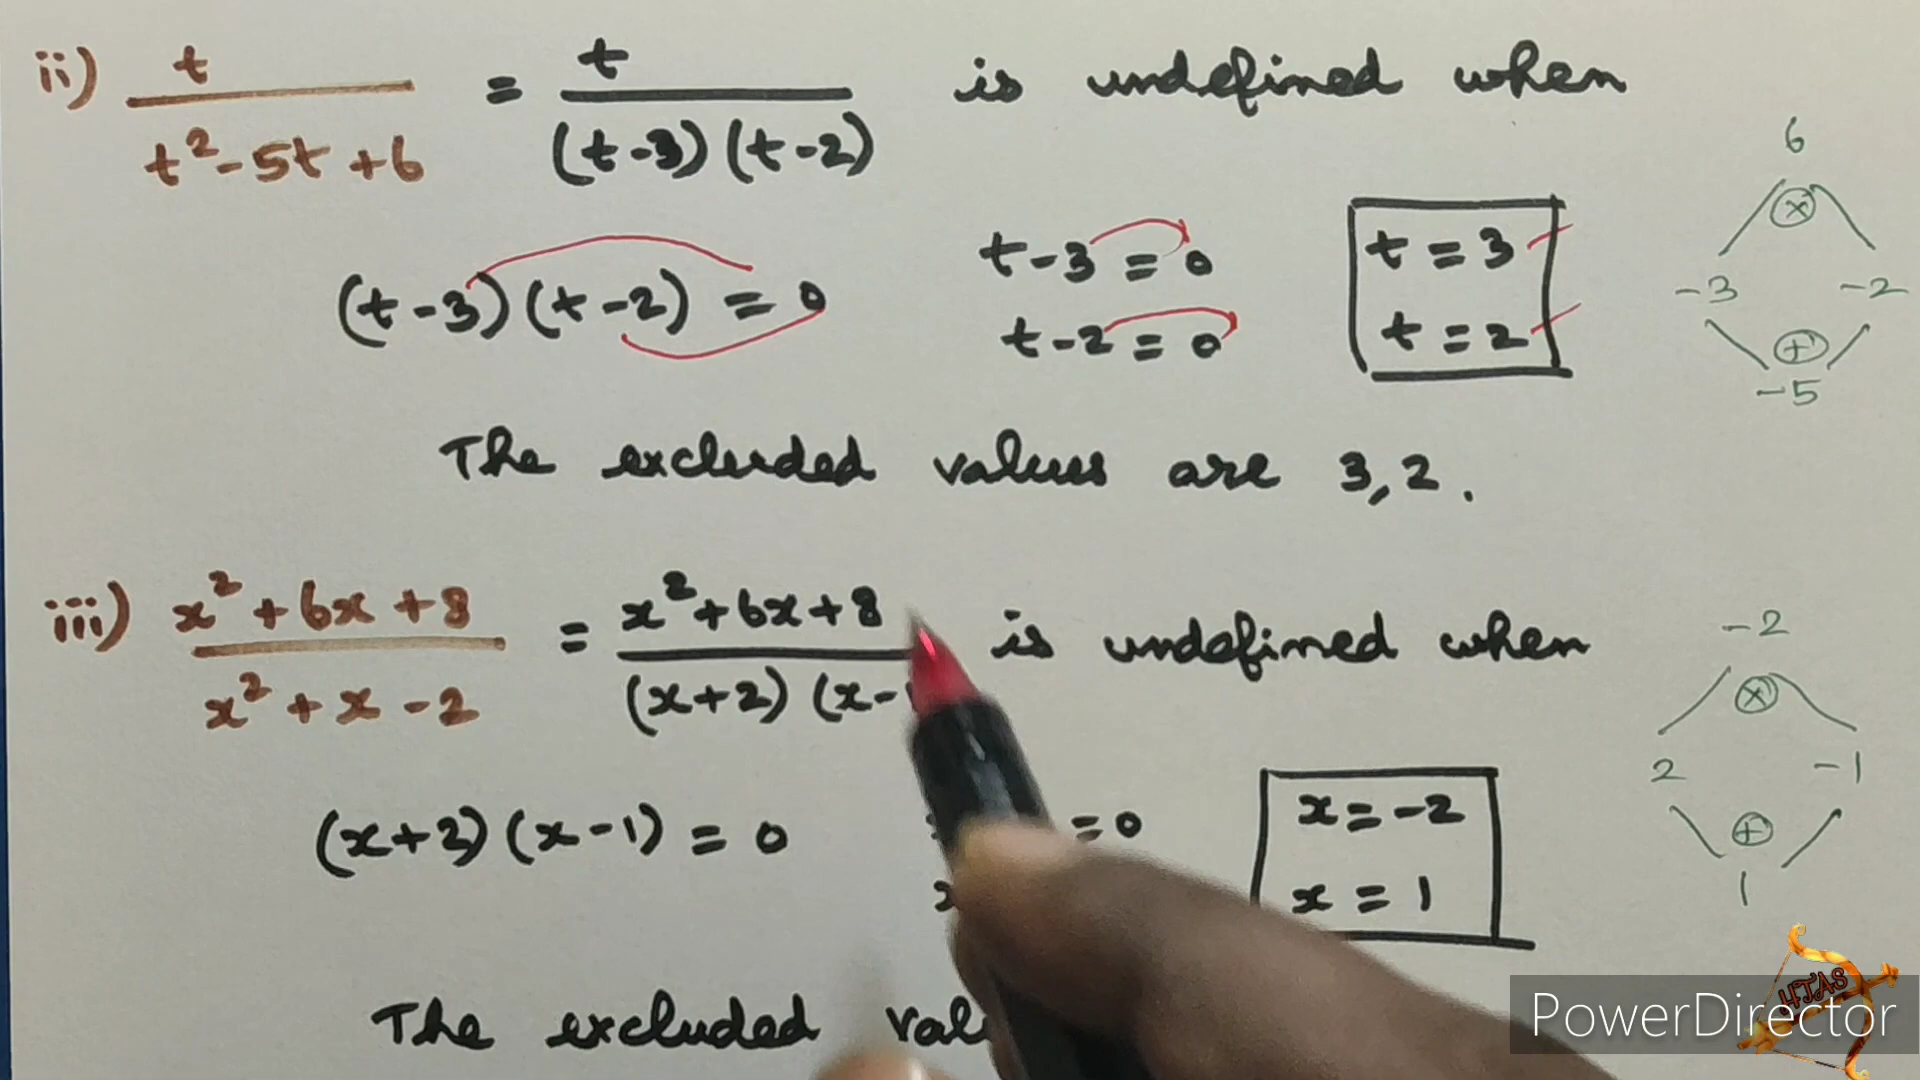 ii) t / t² - 5t + 6 = t / (t-3)(t-2) is undefined when
(t-3)(t-2) = 0
t-3 = 0
t-2 = 0
t = 3
t = 2
6
×
-3 -2
+
-5
The excluded values are 3, 2.
iii) x² + 6x + 8 / x² + x - 2 = x² + 6x + 8 / (x+2) (x- is undefined when
(x+2)(x-1) = 0
= 0
x = -2
x = 1
-2
×
2 -1
+
1
The excluded
HTAS
PowerDirector